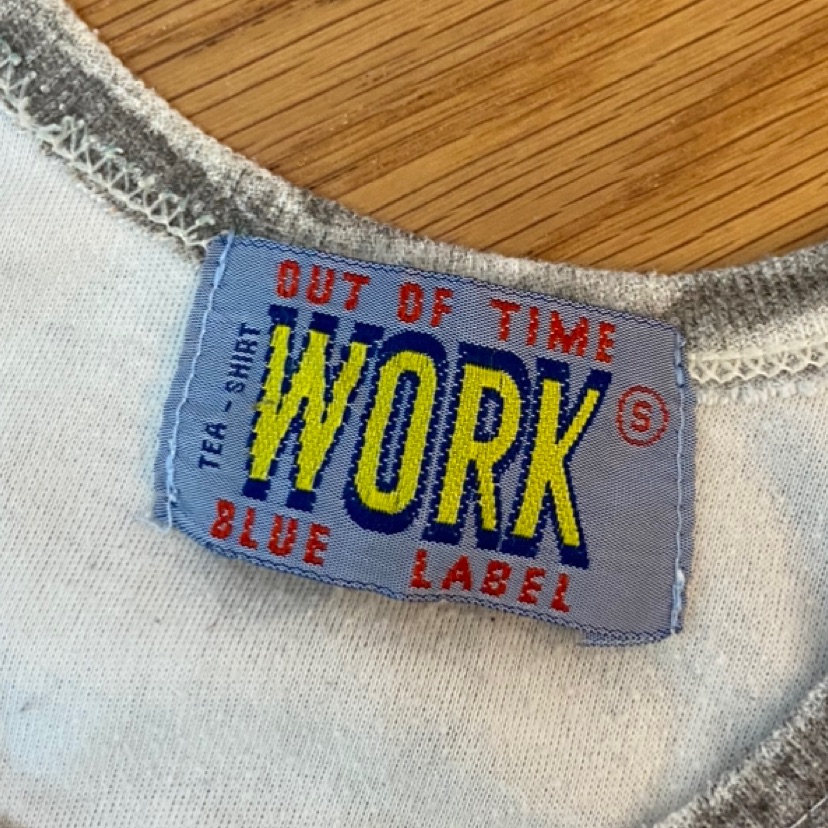 OUT OF TIME
TEA-SHIRT
WORK
S
BLUE LABEL